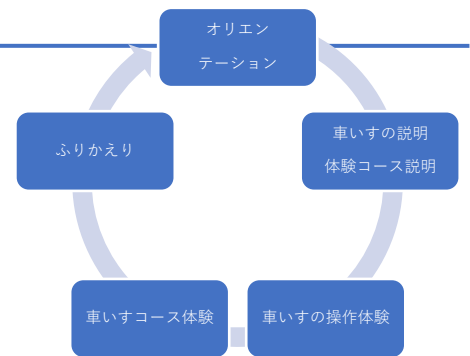 オリエン
テーション
車いすの説明
体験コース説明
車いすの操作体験
車いすコース体験
ふりかえり